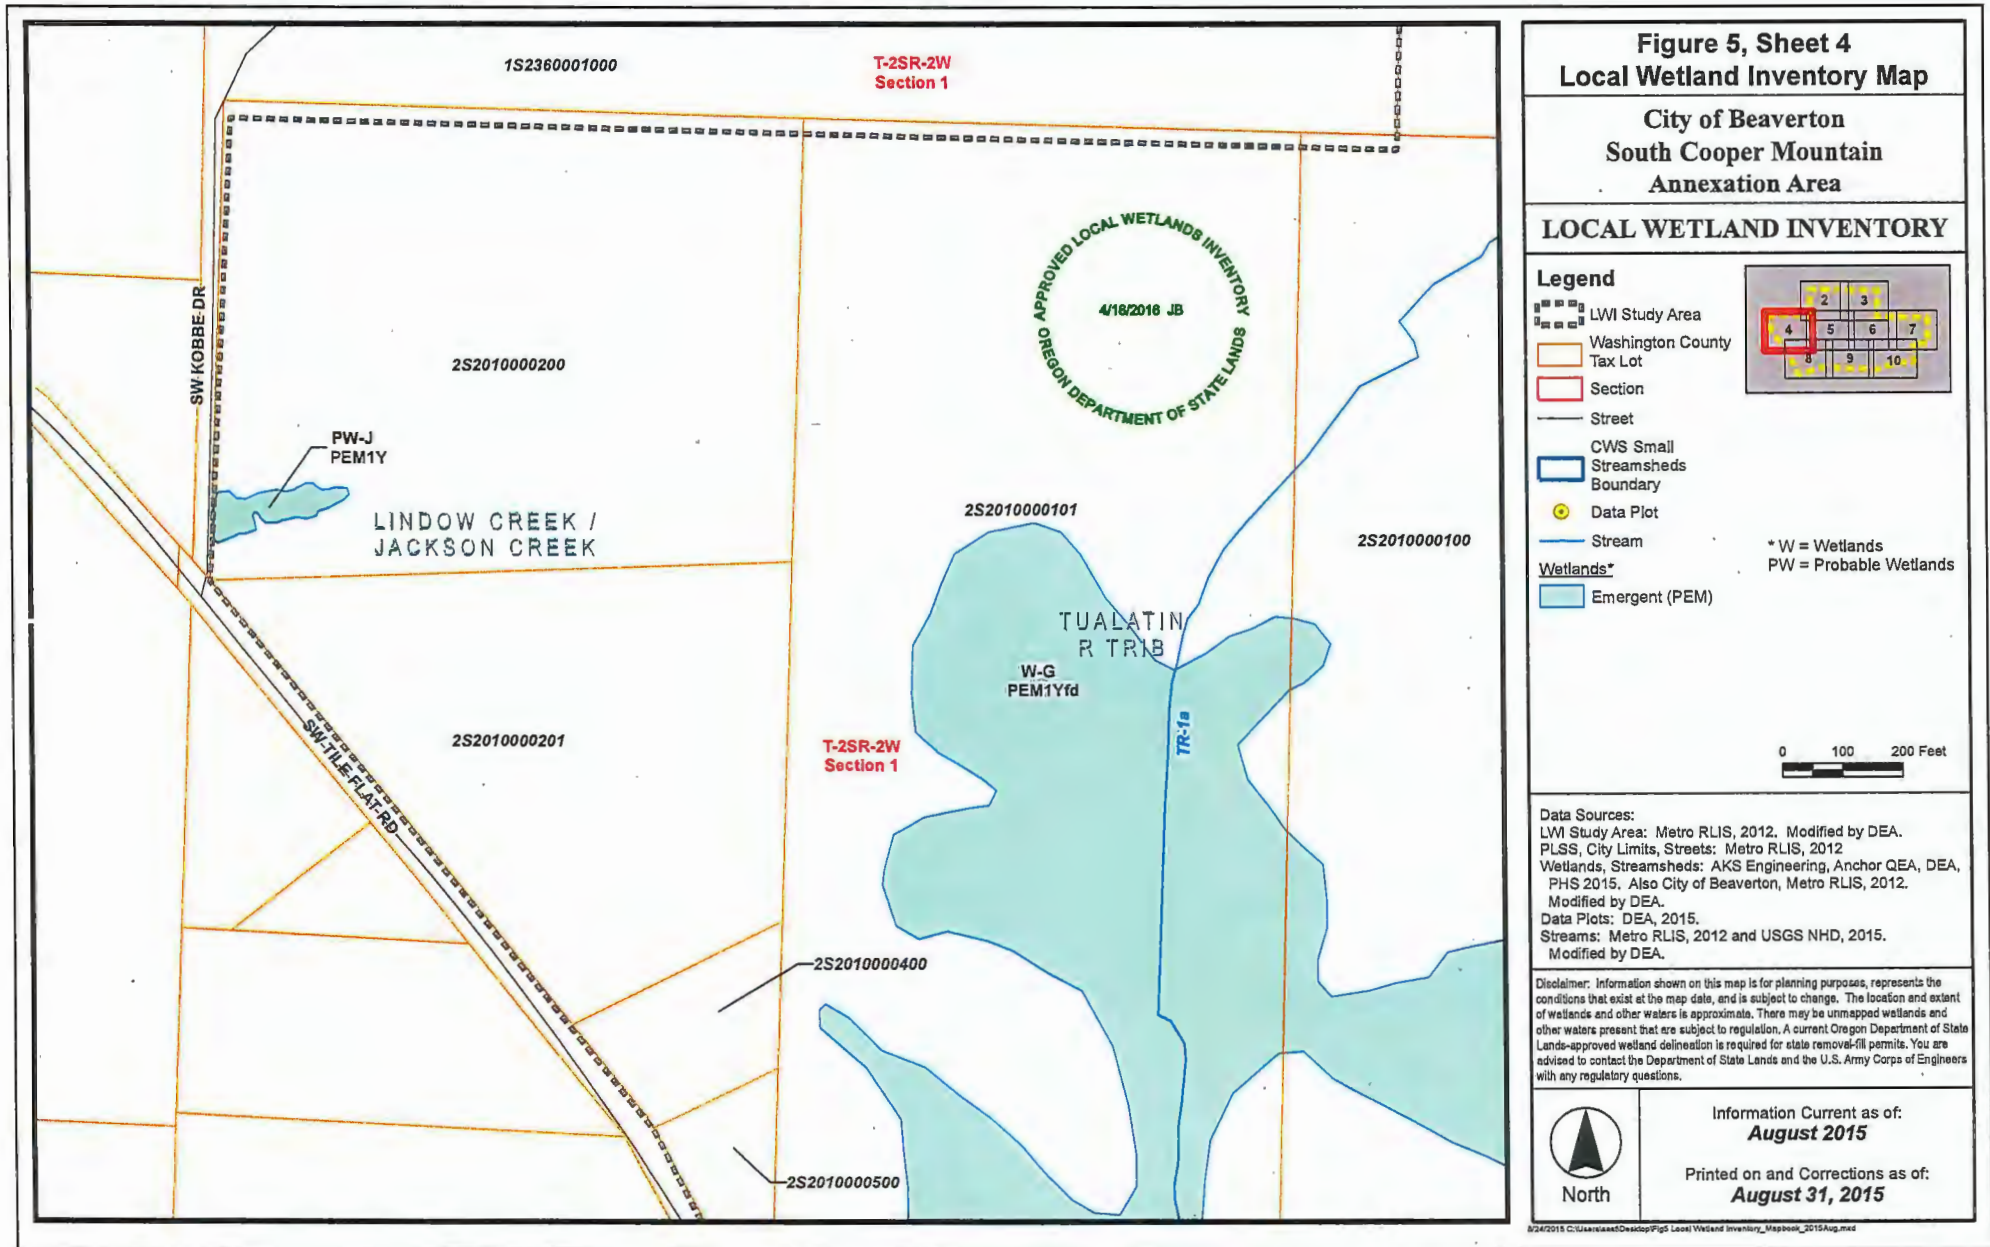 1S2360001000
T-2SR-2W
Section 1
SW KOBBE DR
2S2010000200
APPROVED LOCAL WETLANDS INVENTORY
4/18/2016 JB
OREGON DEPARTMENT OF STATE LANDS
PW-J
PEM1Y
LINDOW CREEK /
JACKSON CREEK
2S2010000101
2S2010000100
TUALATIN
R TRIB
W-G
PEM1Yfd
TR-1a
2S2010000201
T-2SR-2W
Section 1
SW-TILE-FLAT-RD
2S2010000400
2S2010000500
Figure 5, Sheet 4
Local Wetland Inventory Map
City of Beaverton
South Cooper Mountain
Annexation Area
LOCAL WETLAND INVENTORY
Legend
LWI Study Area
Washington County
Tax Lot
Section
Street
CWS Small
Streamsheds
Boundary
Data Plot
Stream
Wetlands*
Emergent (PEM)
2 3
4 5 6 7
8 9 10
* W = Wetlands
PW = Probable Wetlands
0 100 200 Feet
Data Sources:
LWI Study Area: Metro RLIS, 2012. Modified by DEA.
PLSS, City Limits, Streets: Metro RLIS, 2012
Wetlands, Streamsheds: AKS Engineering, Anchor QEA, DEA,
PHS 2015. Also City of Beaverton, Metro RLIS, 2012.
Modified by DEA.
Data Plots: DEA, 2015.
Streams: Metro RLIS, 2012 and USGS NHD, 2015.
Modified by DEA.
Disclaimer: Information shown on this map is for planning purposes, represents the
conditions that exist at the map date, and is subject to change. The location and extent
of wetlands and other waters is approximate. There may be unmapped wetlands and
other waters present that are subject to regulation. A current Oregon Department of State
Lands-approved wetland delineation is required for state removal-fill permits. You are
advised to contact the Department of State Lands and the U.S. Army Corps of Engineers
with any regulatory questions.
North
Information Current as of:
August 2015
Printed on and Corrections as of:
August 31, 2015
Local Wetland Inventory_Mapbook_2015Aug.mxd